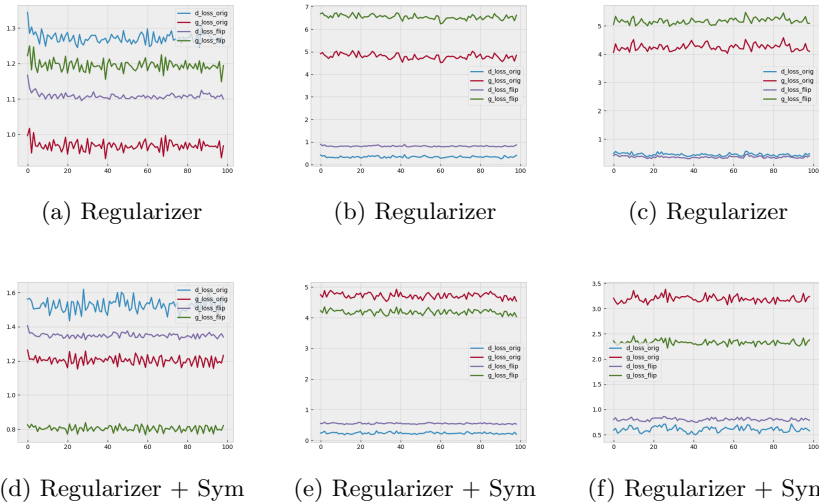 1.3
1.2
1.1
1.0
0 20 40 60 80 100
d_loss_orig
g_loss_orig
d_loss_flip
g_loss_flip
(a) Regularizer
7
6
5
4
3
2
1
0
0 20 40 60 80 100
d_loss_orig
g_loss_orig
d_loss_flip
g_loss_flip
(b) Regularizer
5
4
3
2
1
0 20 40 60 80 100
d_loss_orig
g_loss_orig
d_loss_flip
g_loss_flip
(c) Regularizer
1.6
1.4
1.2
1.0
0.8
0 20 40 60 80 100
d_loss_orig
g_loss_orig
d_loss_flip
g_loss_flip
(d) Regularizer + Sym
5
4
3
2
1
0
0 20 40 60 80 100
d_loss_orig
g_loss_orig
d_loss_flip
g_loss_flip
(e) Regularizer + Sym
3.5
3.0
2.5
2.0
1.5
1.0
0.5
0 20 40 60 80 100
d_loss_orig
g_loss_orig
d_loss_flip
g_loss_flip
(f) Regularizer + Sym